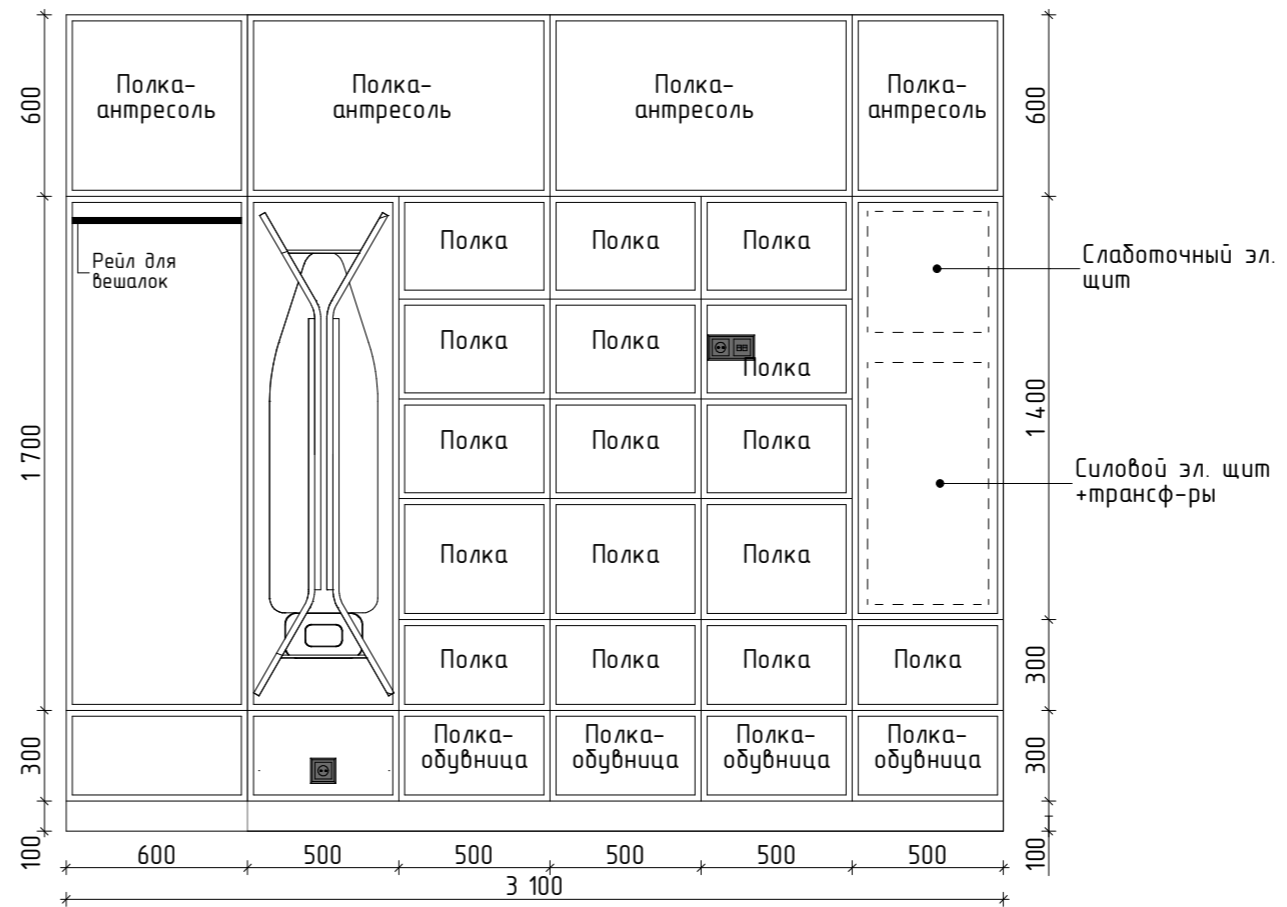 600
Полка-
антресоль
Полка-
антресоль
Полка-
антресоль
Полка-
антресоль
600
Рейл для
вешалок
Полка
Полка
Полка
Слаботочный эл.
щит
Полка
Полка
Полка
1 700
Полка
Полка
Полка
1 400
Силовой эл. щит
+трансф-ры
Полка
Полка
Полка
Полка
Полка
Полка
Полка
300
300
Полка-
обувница
Полка-
обувница
Полка-
обувница
Полка-
обувница
300
100
600
500
500
500
500
500
100
3 100